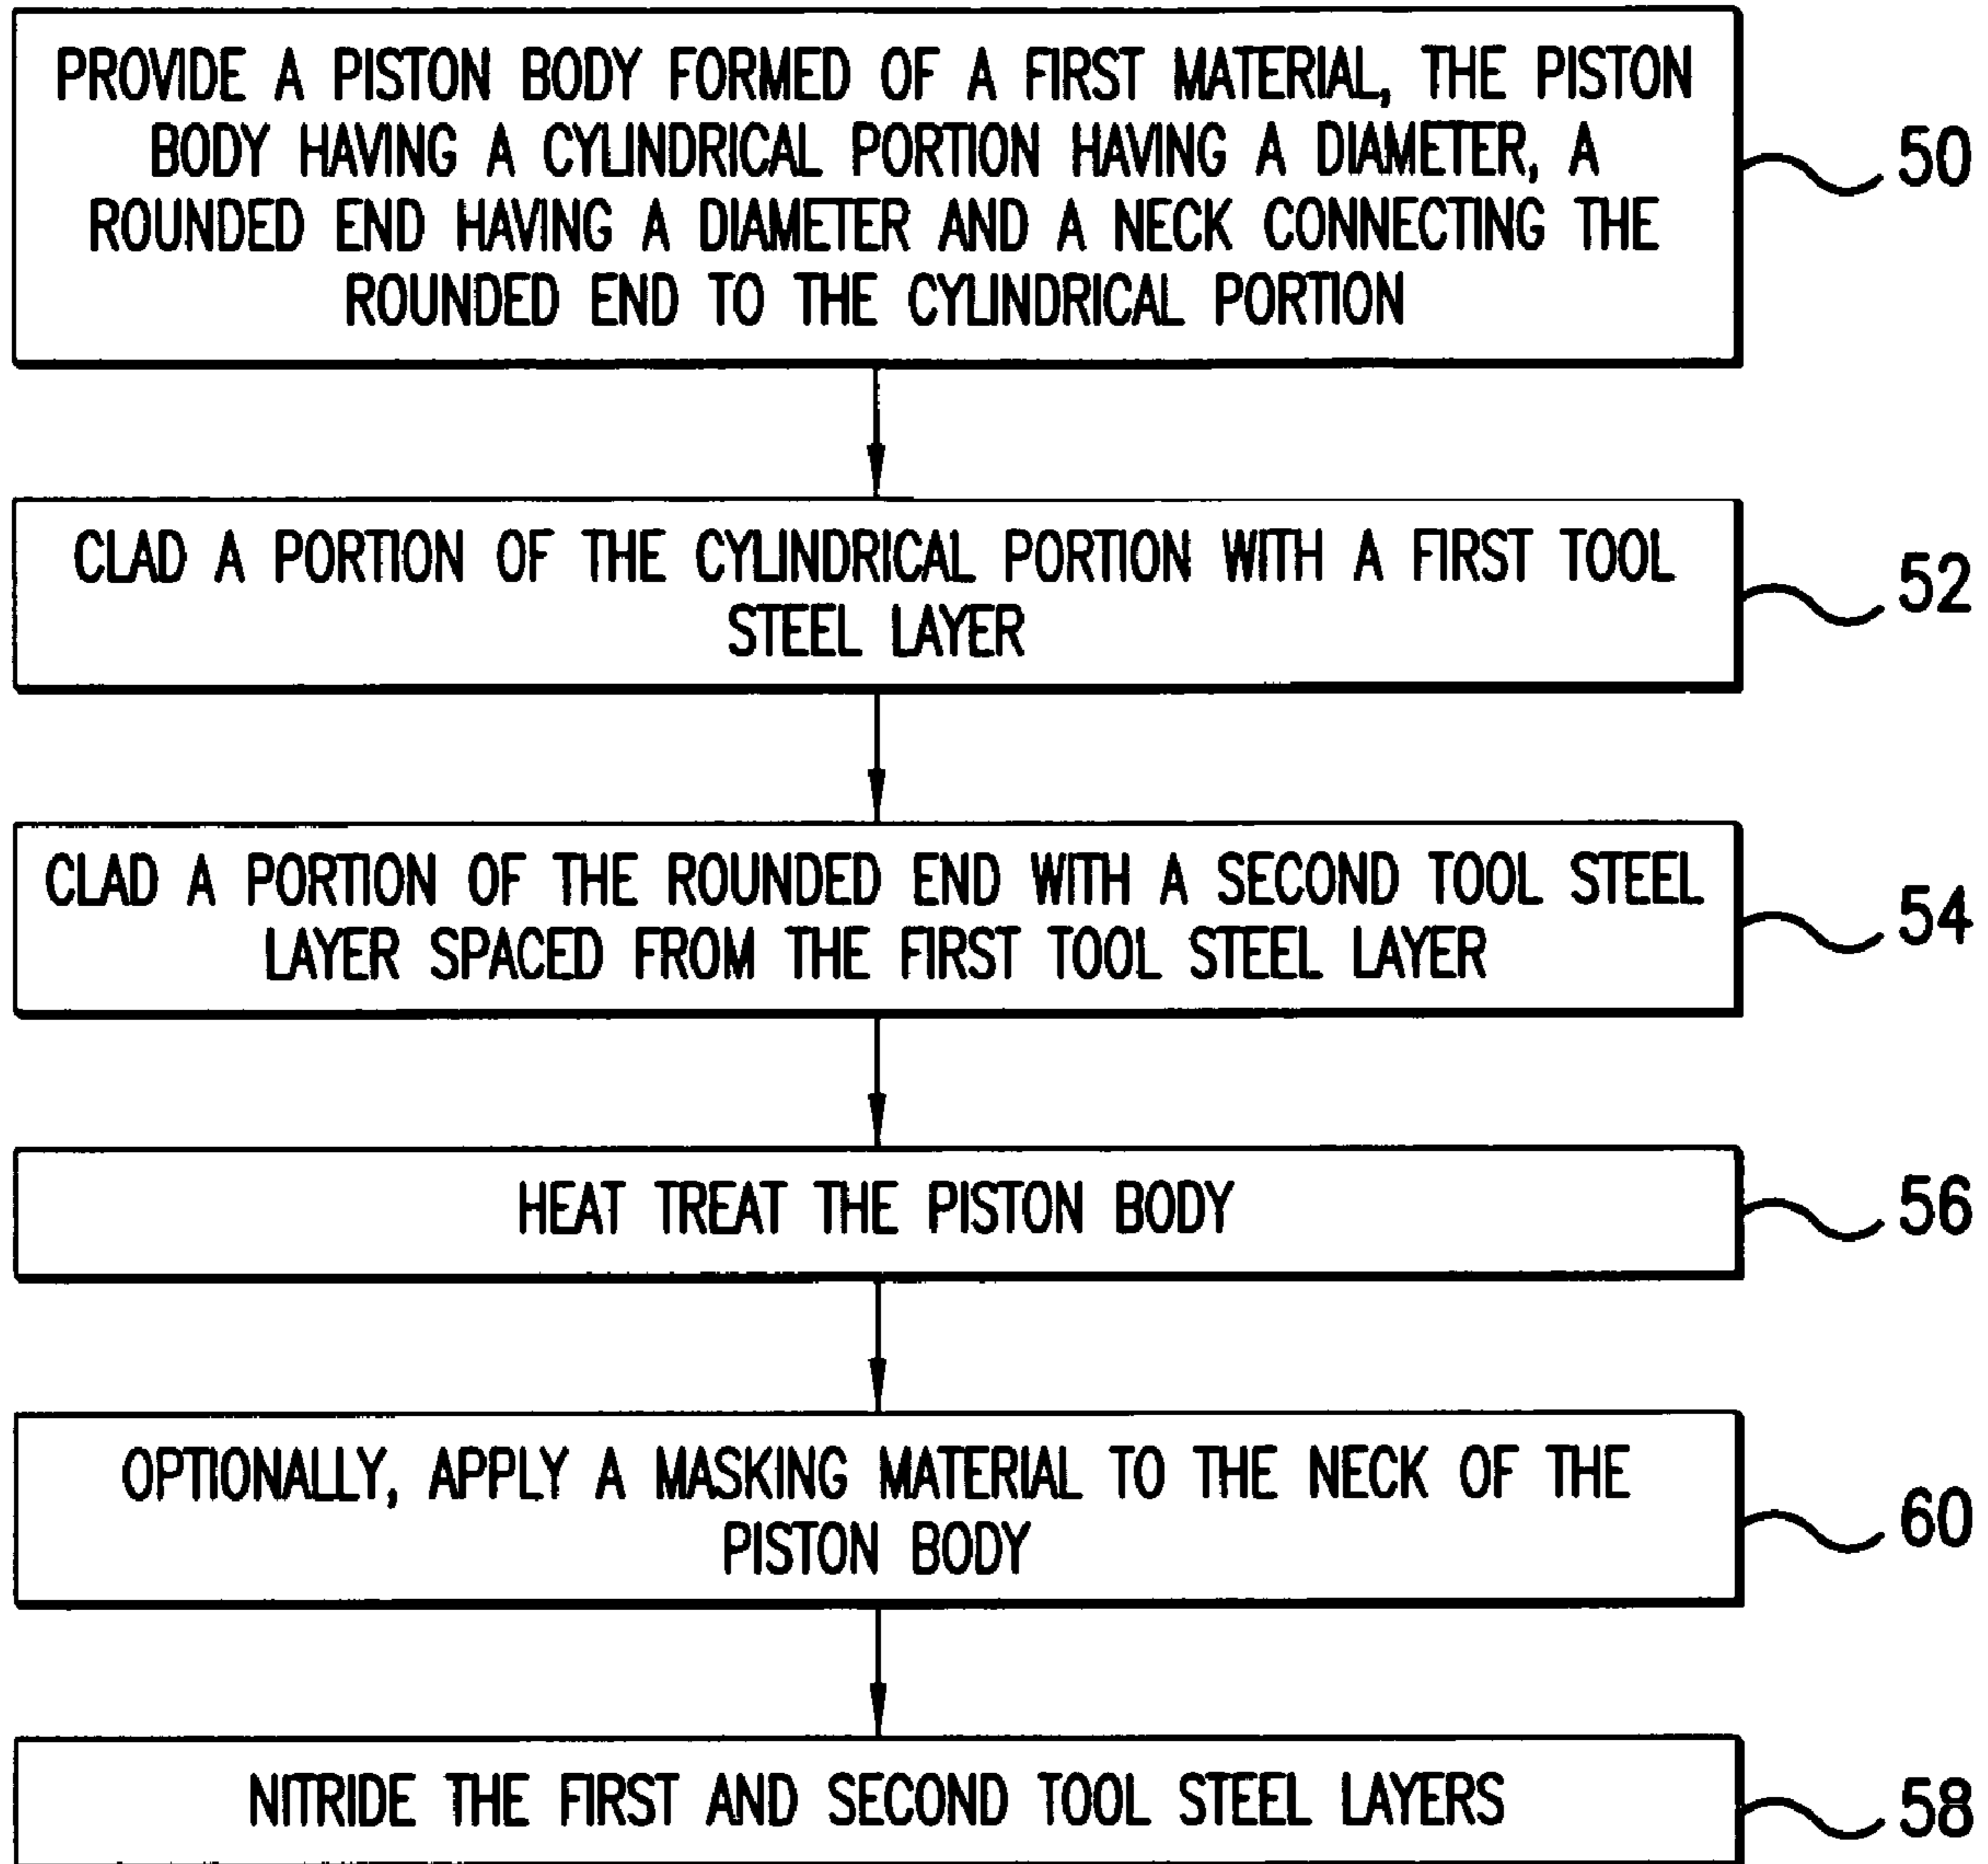 PROVIDE A PISTON BODY FORMED OF A FIRST MATERIAL, THE PISTON
BODY HAVING A CYLINDRICAL PORTION HAVING A DIAMETER, A
ROUNDED END HAVING A DIAMETER AND A NECK CONNECTING THE
ROUNDED END TO THE CYLINDRICAL PORTION
50
CLAD A PORTION OF THE CYLINDRICAL PORTION WITH A FIRST TOOL
STEEL LAYER
52
CLAD A PORTION OF THE ROUNDED END WITH A SECOND TOOL STEEL
LAYER SPACED FROM THE FIRST TOOL STEEL LAYER
54
HEAT TREAT THE PISTON BODY
56
OPTIONALLY, APPLY A MASKING MATERIAL TO THE NECK OF THE
PISTON BODY
60
NITRIDE THE FIRST AND SECOND TOOL STEEL LAYERS
58